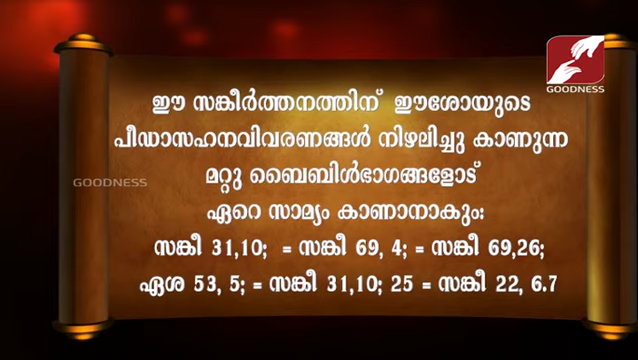 GOODNESS
ഈ സങ്കീർത്തനത്തിന് ഈശോയുടെ
പീഡാസഹനവിവരണങ്ങൾ നിഴലിച്ചു കാണുന്ന
മറ്റു ബൈബിൾഭാഗങ്ങളോട്
GOODNESS
ഏറെ സാമ്യം കാണാനാകും:
സങ്കീ 31,10; = സങ്കീ 69, 4; = സങ്കീ 69,26;
ഏശ 53, 5; = സങ്കീ 31,10; 25 = സങ്കീ 22, 6.7